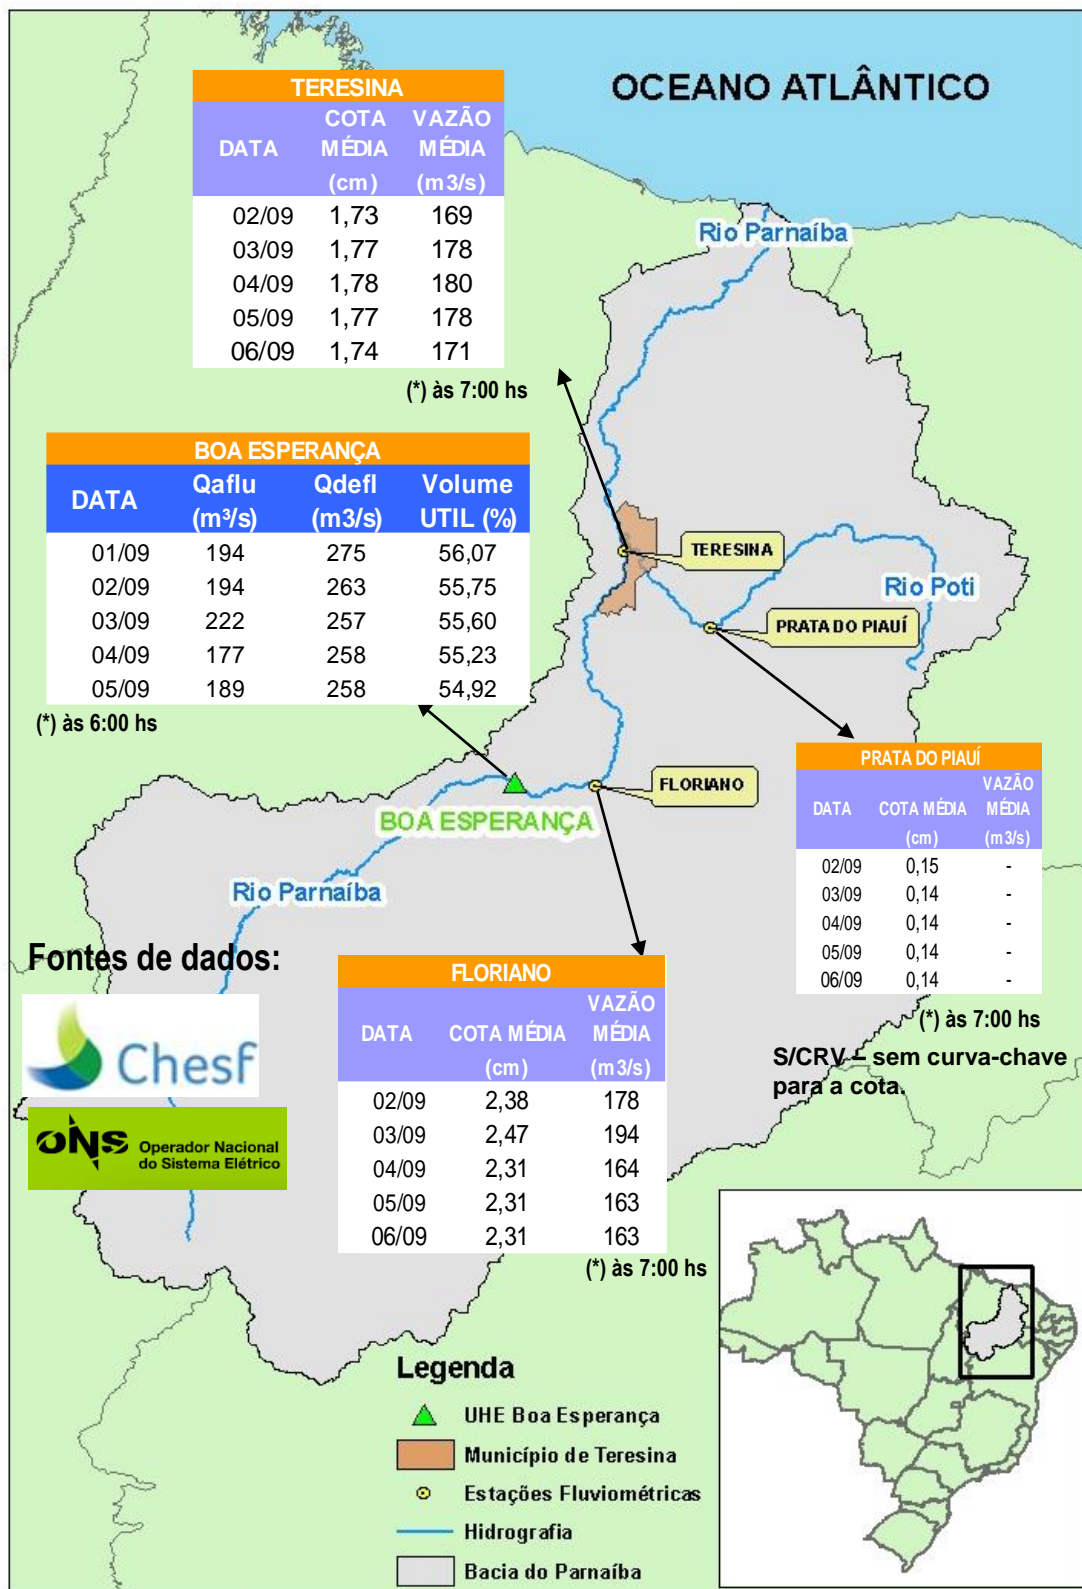 OCEANO ATLÂNTICO
TERESINA
DATA COTA MÉDIA (cm) VAZÃO MÉDIA (m3/s)
02/09 1,73 169
03/09 1,77 178
04/09 1,78 180
05/09 1,77 178
06/09 1,74 171
(*) às 7:00 hs
Rio Parnaíba
BOA ESPERANÇA
DATA Qaflu (m³/s) Qdefl (m3/s) Volume UTIL (%)
01/09 194 275 56,07
02/09 194 263 55,75
03/09 222 257 55,60
04/09 177 258 55,23
05/09 189 258 54,92
(*) às 6:00 hs
TERESINA
Rio Poti
PRATA DO PIAUÍ
FLORIANO
BOA ESPERANÇA
Rio Parnaíba
PRATA DO PIAUÍ
DATA COTA MÉDIA (cm) VAZÃO MÉDIA (m3/s)
02/09 0,15 -
03/09 0,14 -
04/09 0,14 -
05/09 0,14 -
06/09 0,14 -
(*) às 7:00 hs
S/CRV – sem curva-chave
para a cota.
Fontes de dados:
Chesf
ONS Operador Nacional
do Sistema Elétrico
FLORIANO
DATA COTA MÉDIA (cm) VAZÃO MÉDIA (m3/s)
02/09 2,38 178
03/09 2,47 194
04/09 2,31 164
05/09 2,31 163
06/09 2,31 163
(*) às 7:00 hs
Legenda
UHE Boa Esperança
Município de Teresina
Estações Fluviométricas
Hidrografia
Bacia do Parnaíba